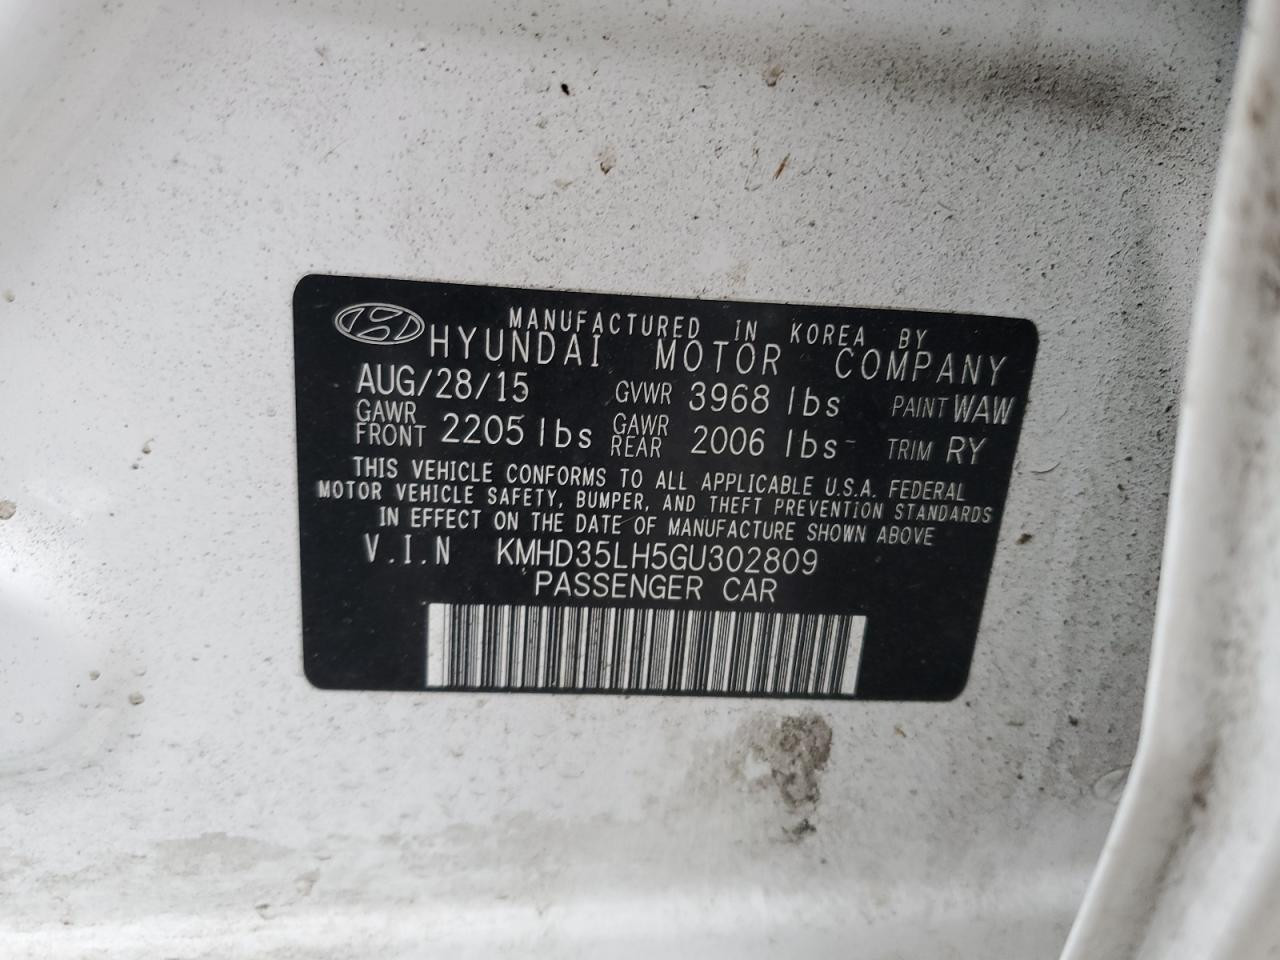 MANUFACTURED IN KOREA BY
HYUNDAI MOTOR COMPANY
AUG/28/15 GVWR 3968 lbs PAINT WAW
GAWR FRONT 2205 lbs GAWR REAR 2006 lbs TRIM RY
THIS VEHICLE CONFORMS TO ALL APPLICABLE U.S.A. FEDERAL
MOTOR VEHICLE SAFETY, BUMPER, AND THEFT PREVENTION STANDARDS
IN EFFECT ON THE DATE OF MANUFACTURE SHOWN ABOVE
V.I.N KMHD35LH5GU302809
PASSENGER CAR